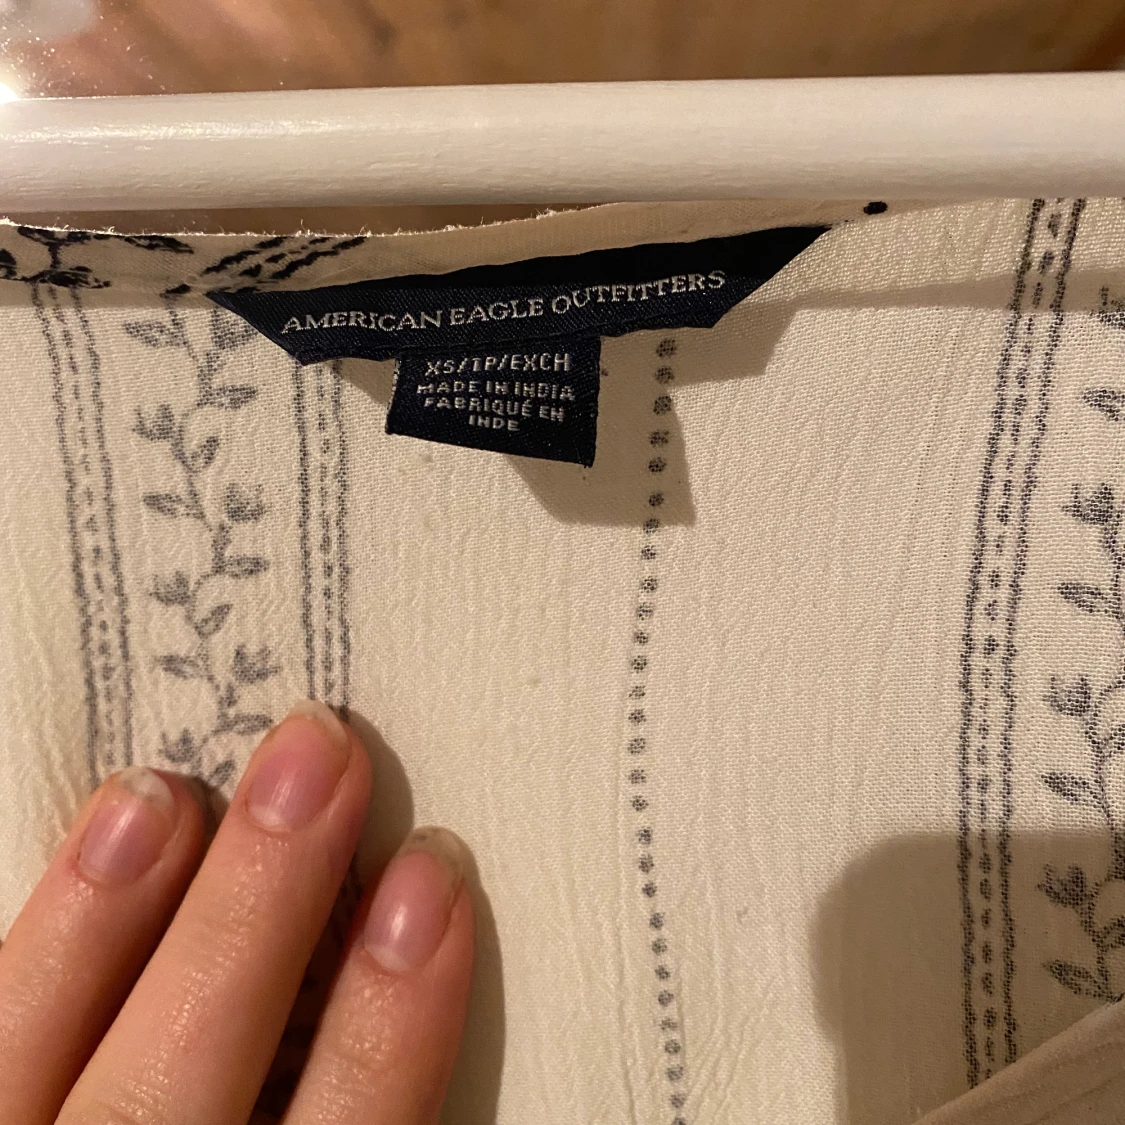 AMERICAN EAGLE OUTFITTERS
XS/TP/EXCH
MADE IN INDIA
FABRIQUÉ EN
INDE